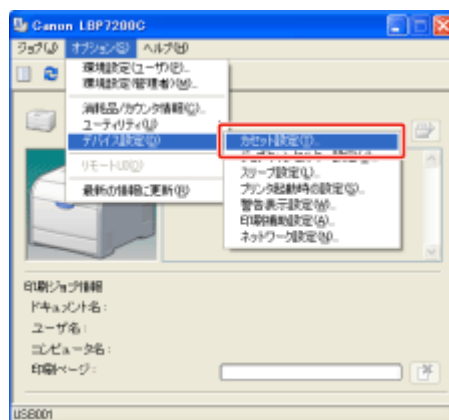 Canon LBP7200C
ジョブ(J) オプション(S) ヘルプ(H)
環境設定(ユーザ)(P)...
環境設定(管理者)(M)...
消耗品/カウンタ情報(C)...
ユーティリティ(U)
デバイス設定(D)
カセット設定(T)...
スリープ設定(L)...
プリンタ起動時の設定(S)...
警告表示設定(W)...
印刷補助設定(A)...
ネットワーク設定(N)...
リモートUI(O)
最新の情報に更新(R)
印刷ジョブ情報
ドキュメント名:
ユーザ名:
コンピュータ名:
印刷ページ:
USB001